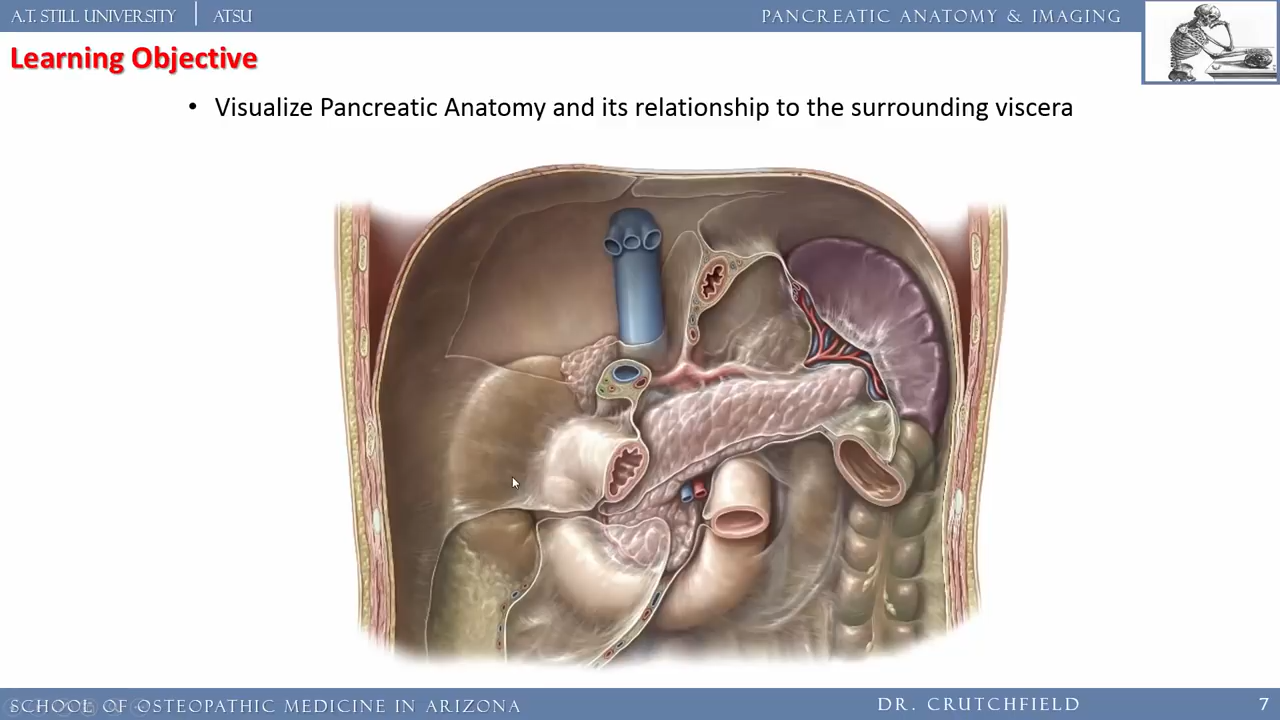 A.T. STILL UNIVERSITY | ATSU
PANCREATIC ANATOMY & IMAGING
Learning Objective
• Visualize Pancreatic Anatomy and its relationship to the surrounding viscera
SCHOOL OF OSTEOPATHIC MEDICINE IN ARIZONA
DR. CRUTCHFIELD
7